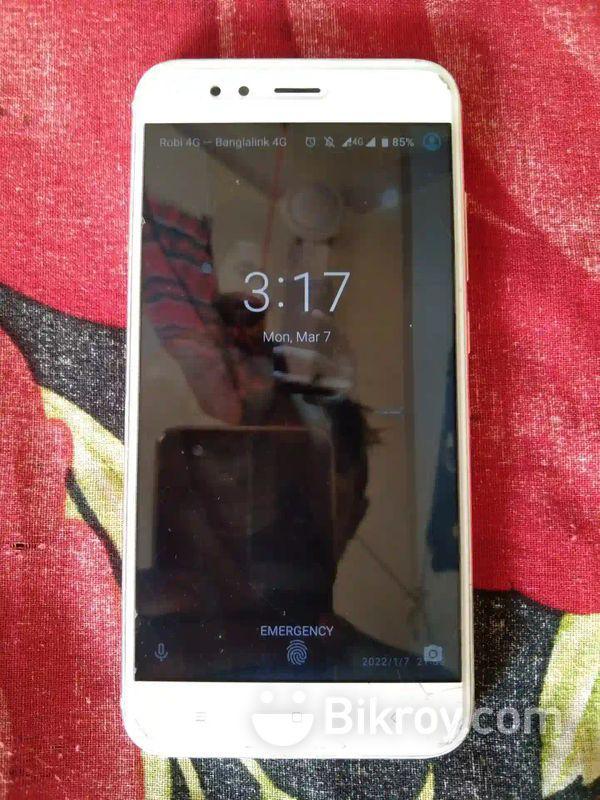 Robi 4G — Banglalink 4G 4G 85%
3:17
Mon, Mar 7
EMERGENCY
2022/1/7
Bikroy.com